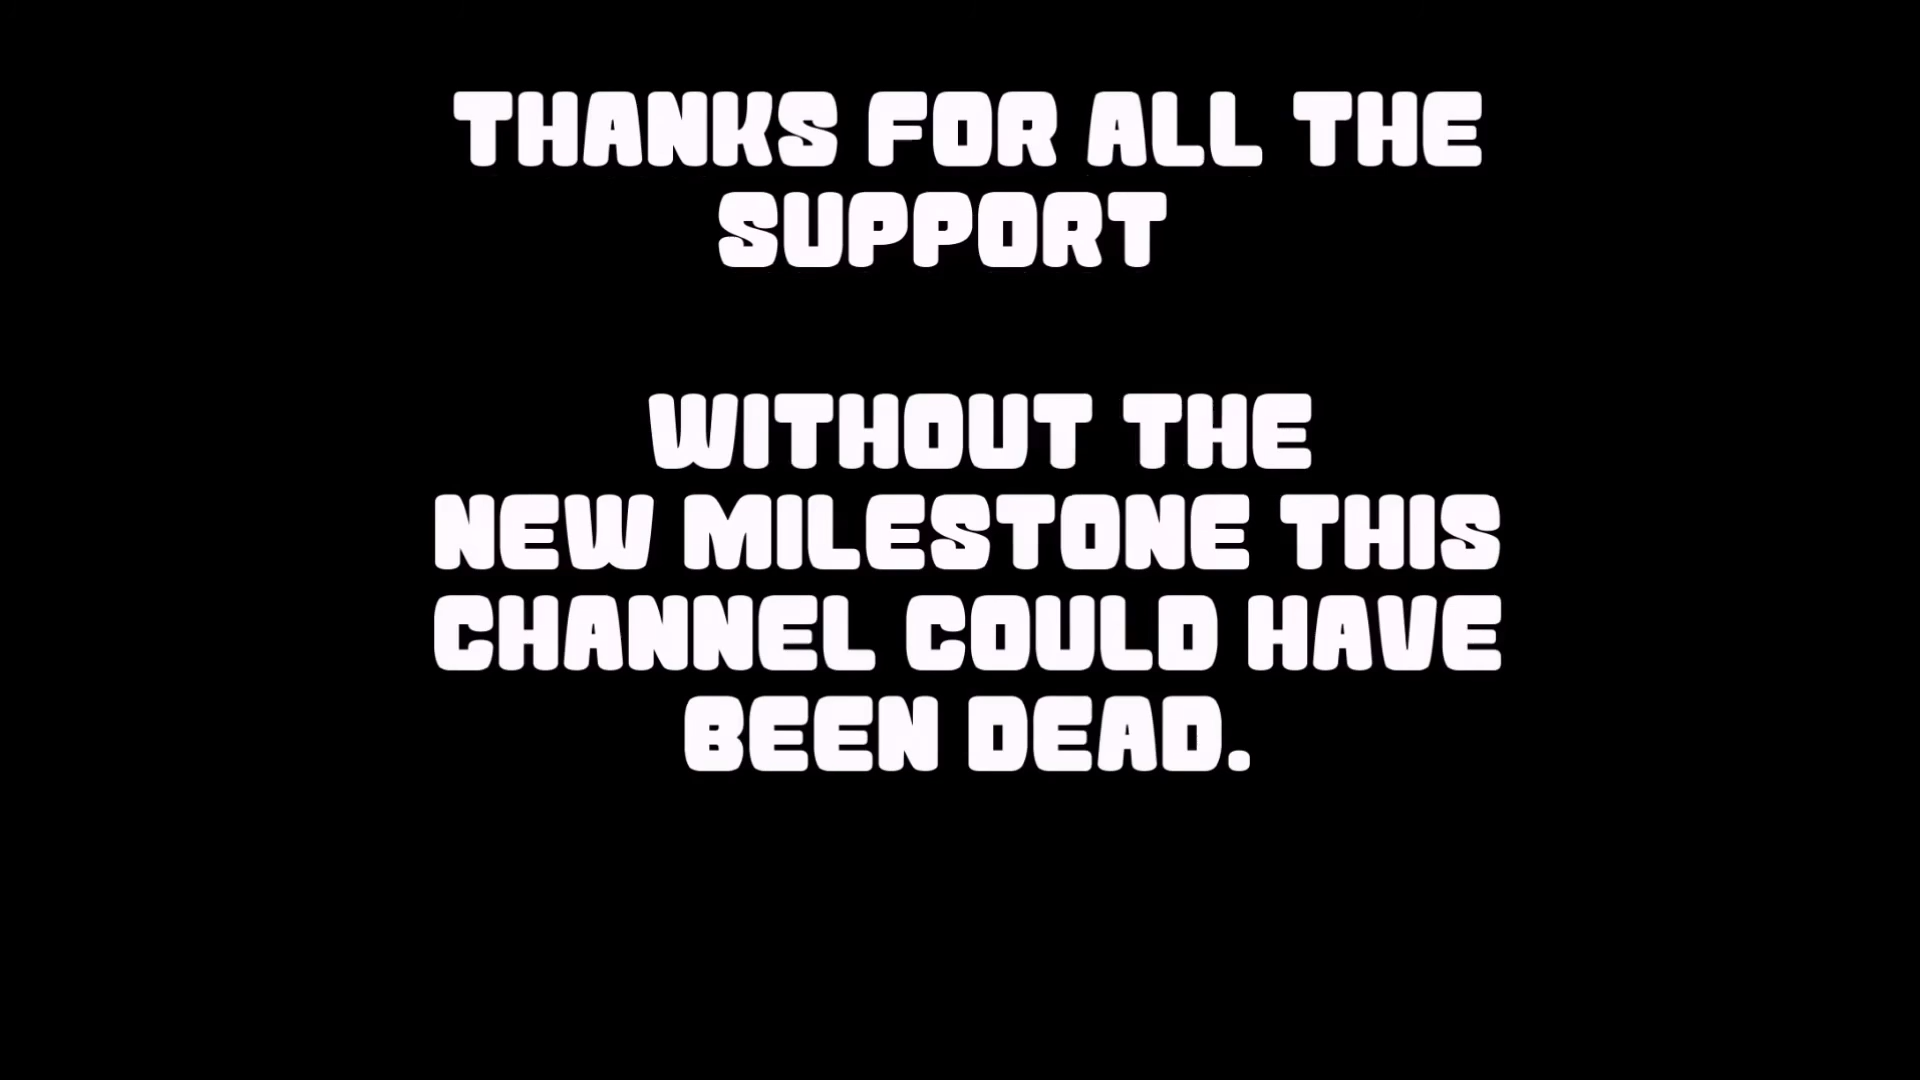 THANKS FOR ALL THE
SUPPORT
WITHOUT THE
NEW MILESTONE THIS
CHANNEL COULD HAVE
BEEN DEAD.